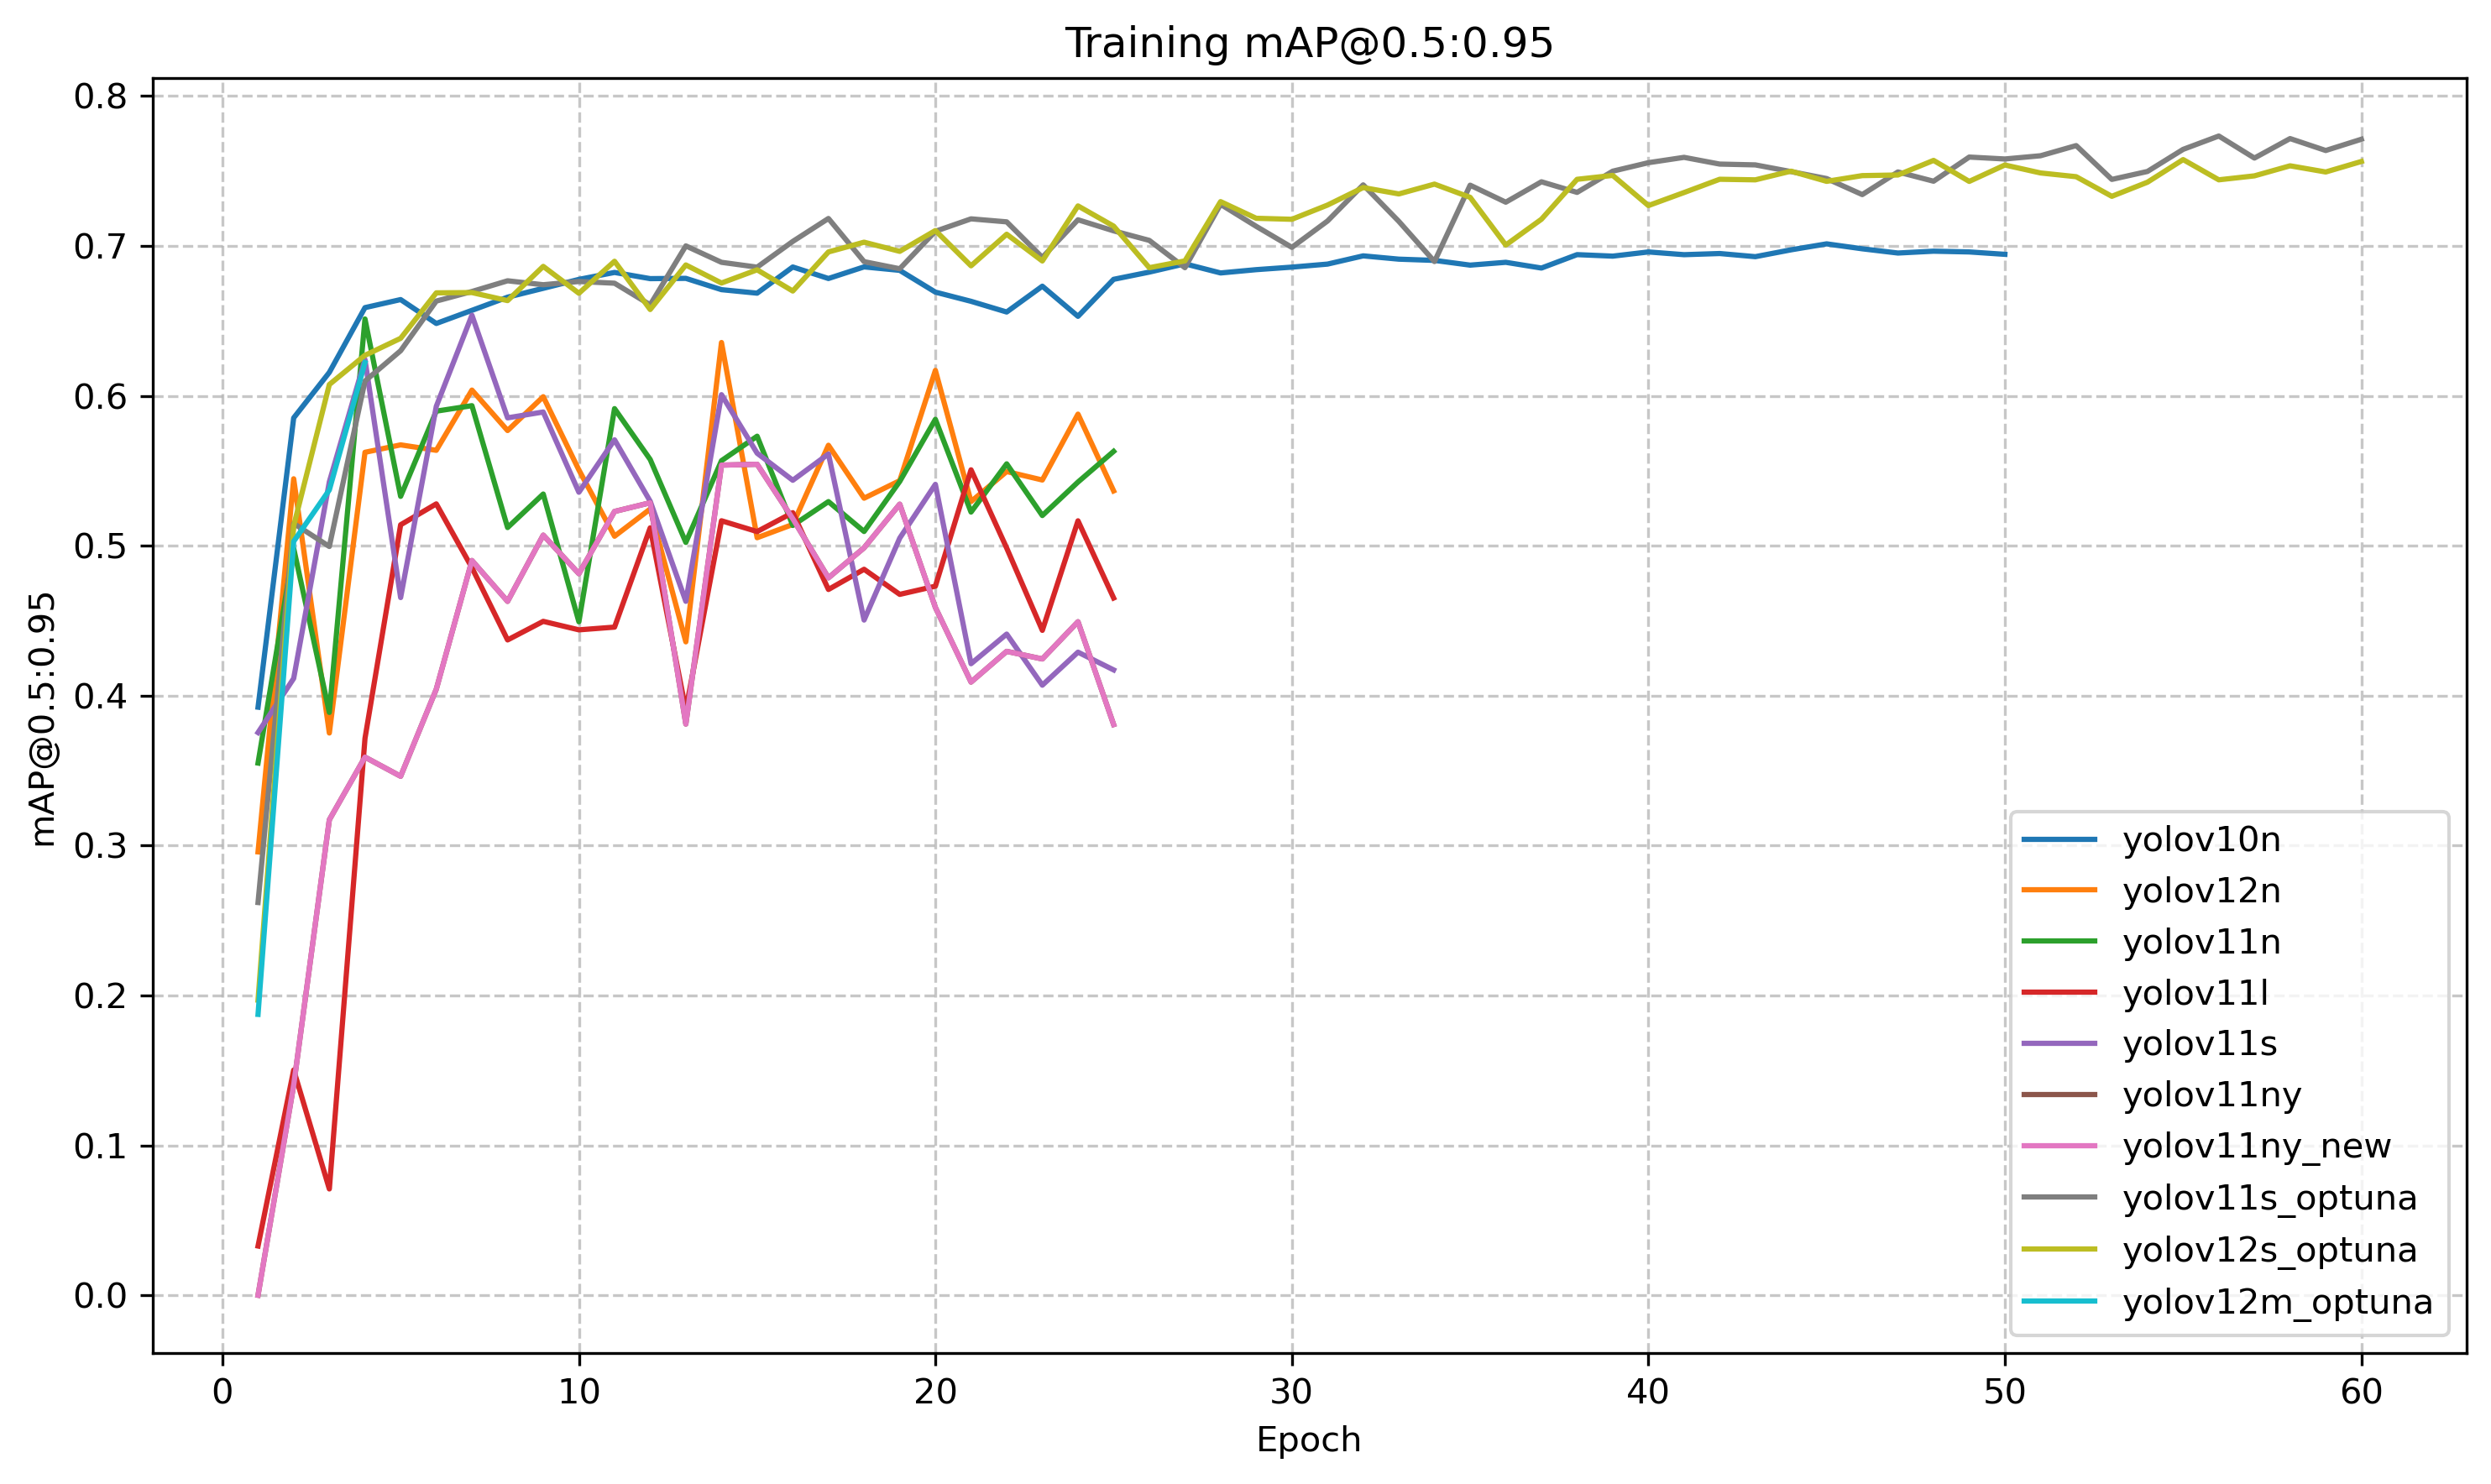 Training mAP@0.5:0.95
mAP@0.5:0.95
0.8
0.7
0.6
0.5
0.4
0.3
0.2
0.1
0.0
0 10 20 30 40 50 60
Epoch
yolov10n
yolov12n
yolov11n
yolov11l
yolov11s
yolov11ny
yolov11ny_new
yolov11s_optuna
yolov12s_optuna
yolov12m_optuna